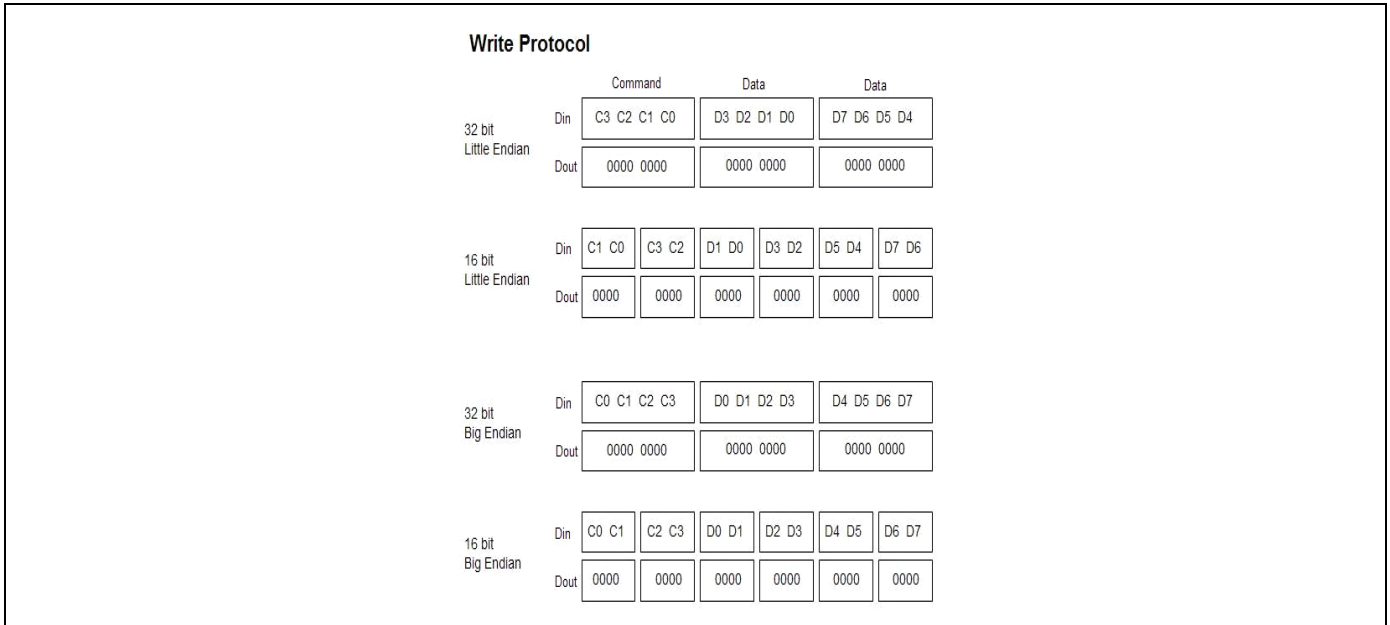 Write Protocol
Command Data Data
32 bit
Little Endian
Din C3 C2 C1 C0 D3 D2 D1 D0 D7 D6 D5 D4
Dout 0000 0000 0000 0000 0000 0000
16 bit
Little Endian
Din C1 C0 C3 C2 D1 D0 D3 D2 D5 D4 D7 D6
Dout 0000 0000 0000 0000 0000 0000
32 bit
Big Endian
Din C0 C1 C2 C3 D0 D1 D2 D3 D4 D5 D6 D7
Dout 0000 0000 0000 0000 0000 0000
16 bit
Big Endian
Din C0 C1 C2 C3 D0 D1 D2 D3 D4 D5 D6 D7
Dout 0000 0000 0000 0000 0000 0000